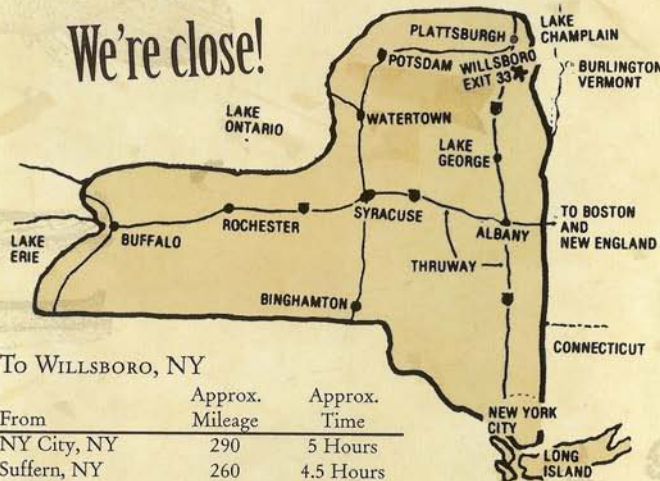 We're close!
PLATTSBURGH
LAKE
CHAMPLAIN
POTSDAM
WILLSBORO
EXIT 33
BURLINGTON
VERMONT
WATERTOWN
LAKE
ONTARIO
LAKE
GEORGE
LAKE
ERIE
BUFFALO
ROCHESTER
SYRACUSE
ALBANY
TO BOSTON
AND
NEW ENGLAND
THRUWAY
BINGHAMTON
CONNECTICUT
NEW YORK
CITY
LONG
ISLAND
To Willsboro, NY
From Approx. Mileage Approx. Time
NY City, NY 290 5 Hours
Suffern, NY 260 4.5 Hours